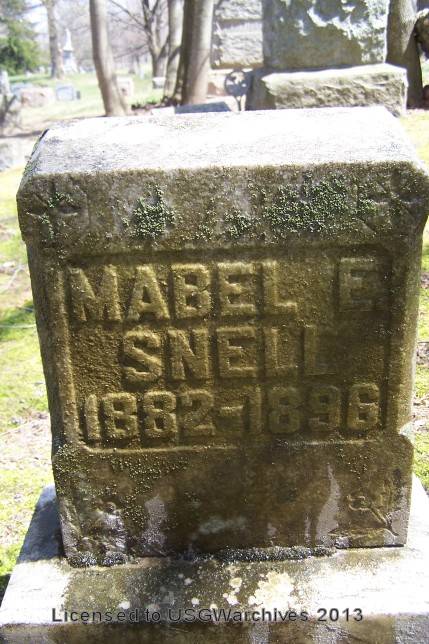 MABEL E
SNELL
1882-1896
Licensed to USGWarchives 2013